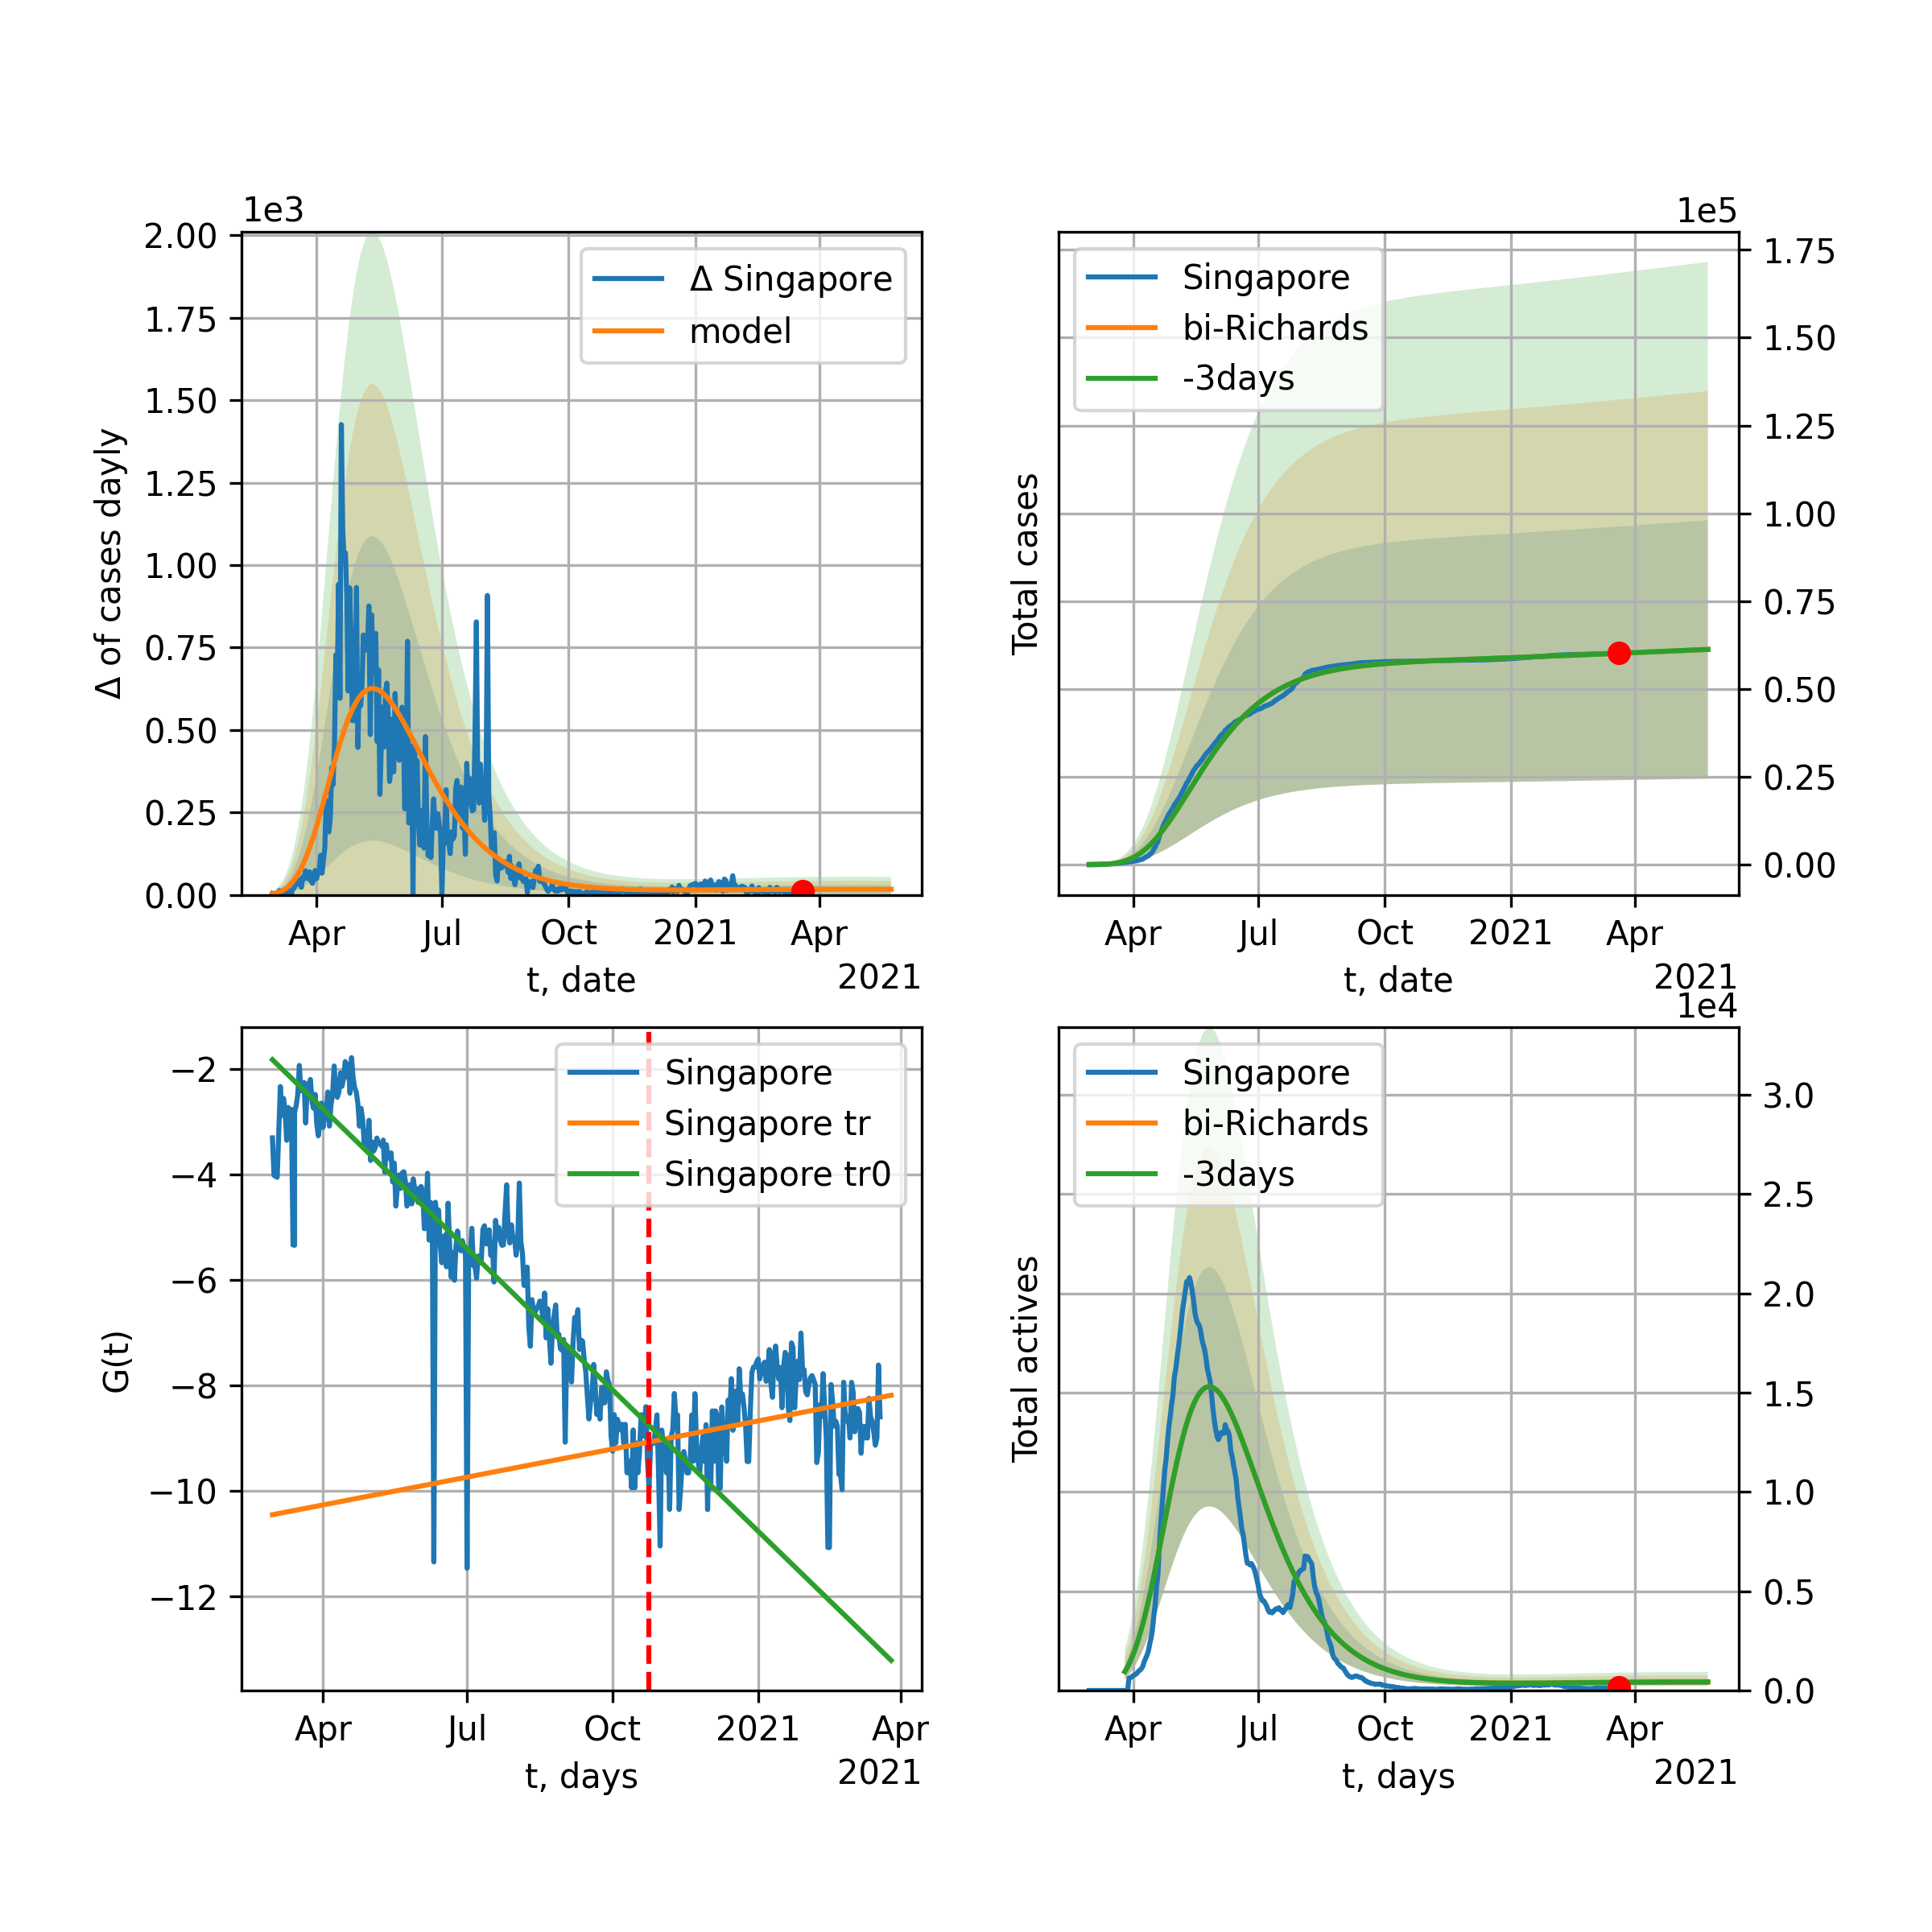 1e3
2.00
1.75
1.50
1.25
1.00
0.75
0.50
0.25
0.00
Δ of cases dayly
Δ Singapore
model
Apr Jul Oct 2021 Apr
t, date
2021
1e5
1.75
1.50
1.25
1.00
0.75
0.50
0.25
0.00
Total cases
Singapore
bi-Richards
-3days
Apr Jul Oct 2021 Apr
t, date
2021
−2
−4
−6
−8
−10
−12
G(t)
Singapore
Singapore tr
Singapore tr0
Apr Jul Oct 2021 Apr
t, days
2021
1e4
3.0
2.5
2.0
1.5
1.0
0.5
0.0
Total actives
Singapore
bi-Richards
-3days
Apr Jul Oct 2021 Apr
t, days
2021